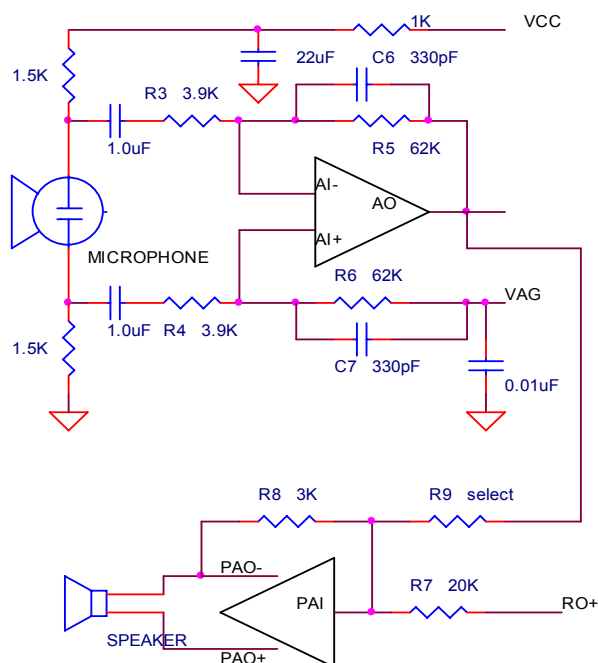 1K VCC
22uF C6 330pF
1.5K
R3 3.9K
1.0uF
R5 62K
AI- AO
AI+
MICROPHONE
R6 62K
VAG
1.0uF R4 3.9K
1.5K
C7 330pF
0.01uF
R8 3K R9 select
PAO-
R7 20K
PAI RO+
SPEAKER
PAO+